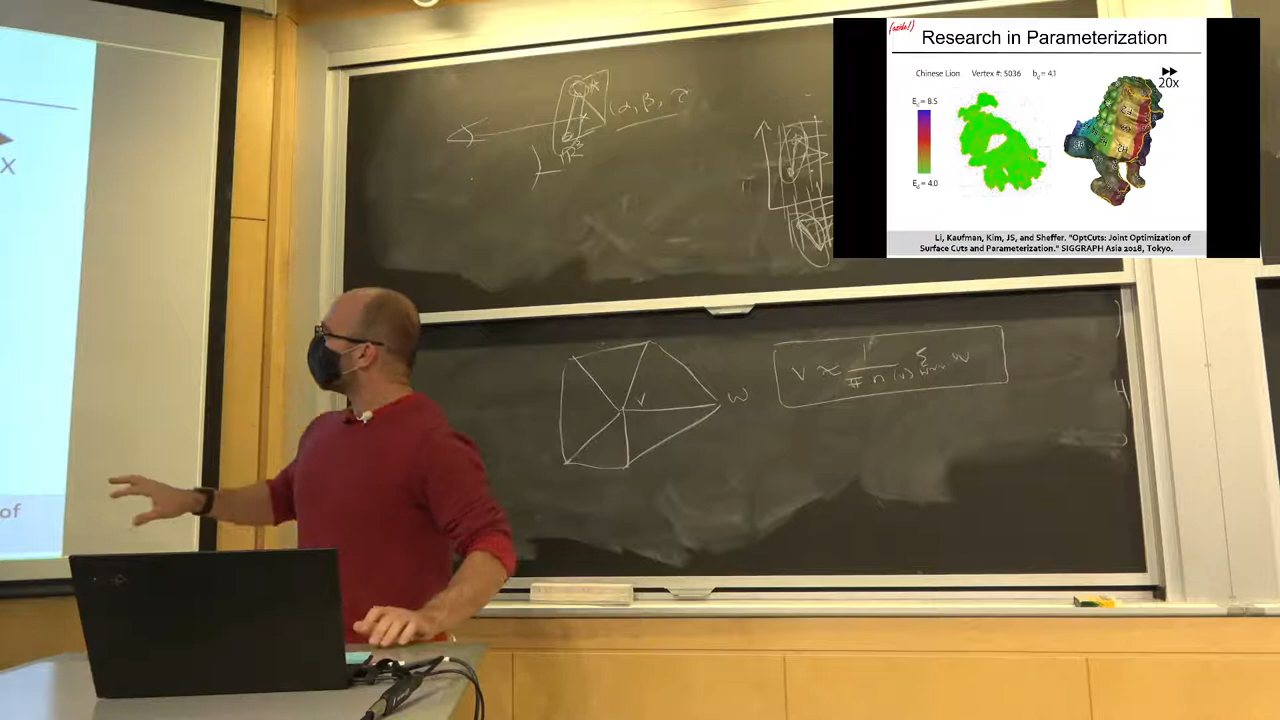 (aside!)
Research in Parameterization
Chinese Lion Vertex #: 5036 b_d = 4.1
20x
E_d = 8.5
E_d = 4.0
Li, Kaufman, Kim, JS, and Sheffer. "OptCuts: Joint Optimization of
Surface Cuts and Parameterization." SIGGRAPH Asia 2018, Tokyo.
x
of
(α, β, τ
v
w
v ≈ 1 / # n(v) Σ w